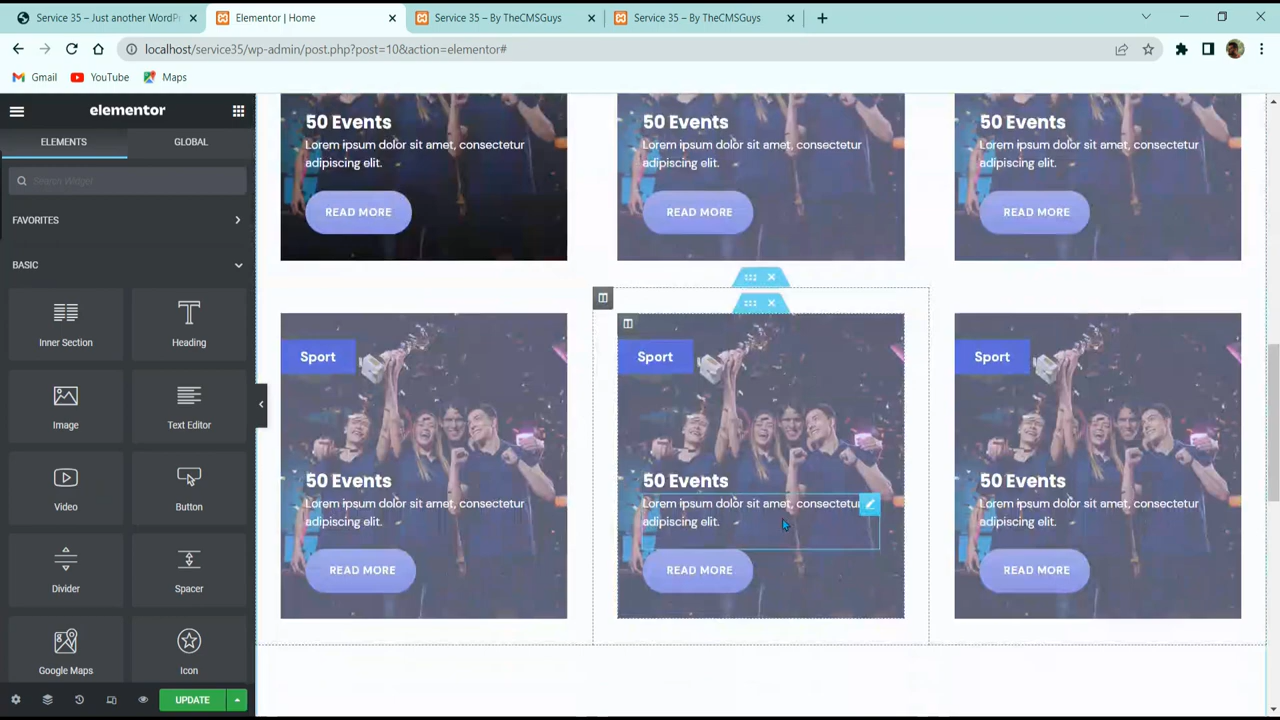 Service 35 – Just another WordP
Elementor | Home
Service 35 – By TheCMSGuys
Service 35 – By TheCMSGuys
localhost/service35/wp-admin/post.php?post=10&action=elementor#
Gmail
YouTube
Maps
elementor
ELEMENTS
GLOBAL
Search Widget
FAVORITES
BASIC
Inner Section
Heading
Image
Text Editor
Video
Button
Divider
Spacer
Google Maps
Icon
UPDATE
50 Events
Lorem ipsum dolor sit amet, consectetur
adipiscing elit.
READ MORE
50 Events
Lorem ipsum dolor sit amet, consectetur
adipiscing elit.
READ MORE
50 Events
Lorem ipsum dolor sit amet, consectetur
adipiscing elit.
READ MORE
Sport
50 Events
Lorem ipsum dolor sit amet, consectetur
adipiscing elit.
READ MORE
Sport
50 Events
Lorem ipsum dolor sit amet, consectetur
adipiscing elit.
READ MORE
Sport
50 Events
Lorem ipsum dolor sit amet, consectetur
adipiscing elit.
READ MORE